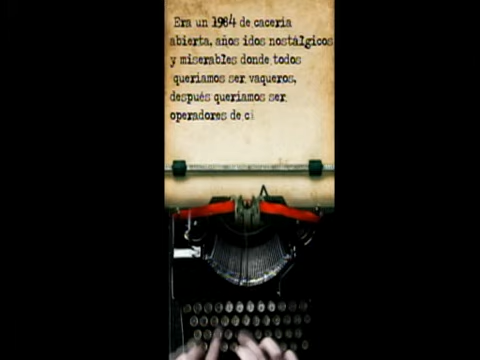 Era un 1984 de caceria
abierta, años idos nostálgicos
y miserables donde todos
queriamos ser vaqueros,
después queriamos ser
operadores de ci